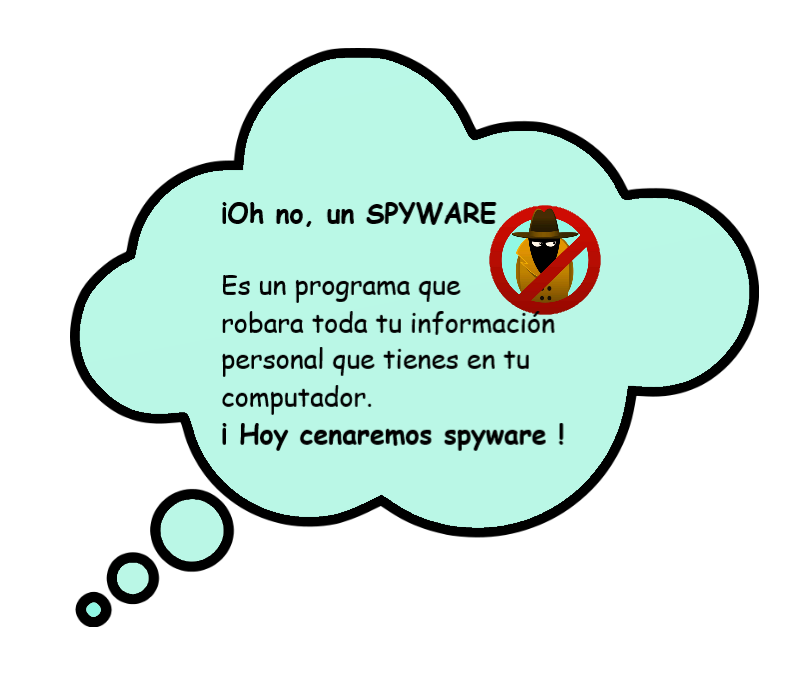 ¡Oh no, un SPYWARE
Es un programa que
robara toda tu información
personal que tienes en tu
computador.
¡ Hoy cenaremos spyware !